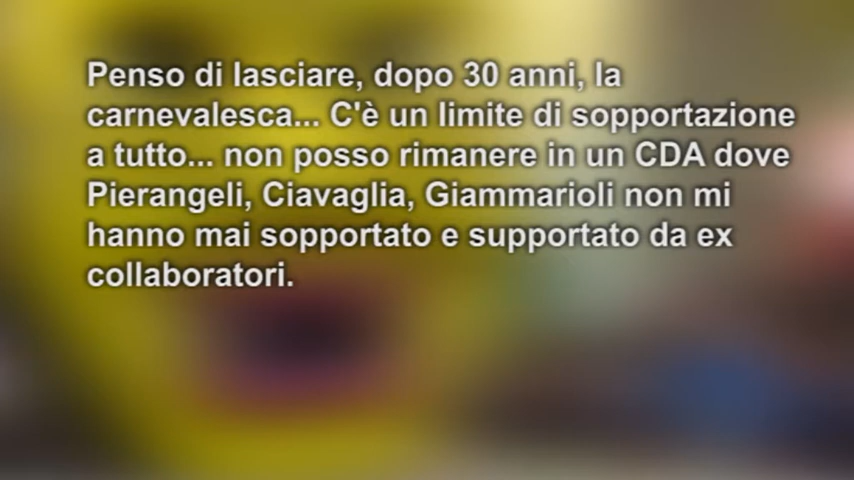 Penso di lasciare, dopo 30 anni, la
carnevalesca... C'è un limite di sopportazione
a tutto... non posso rimanere in un CDA dove
Pierangeli, Ciavaglia, Giammarioli non mi
hanno mai sopportato e supportato da ex
collaboratori.